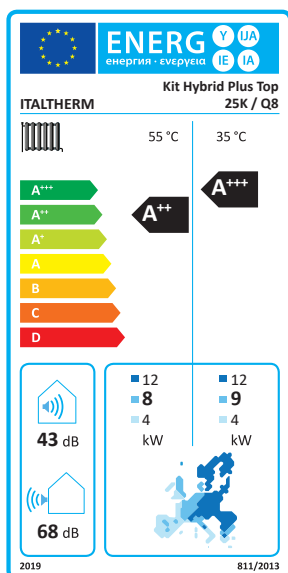 ENERG Y IJA
енергия · ενεργεια IE IA
Kit Hybrid Plus Top
ITALTHERM 25K / Q8
55 °C 35 °C
A+++
A++
A+
A
B
C
D
A++
A+++
12 12
8 9
4 4
kW kW
43 dB
68 dB
2019 811/2013